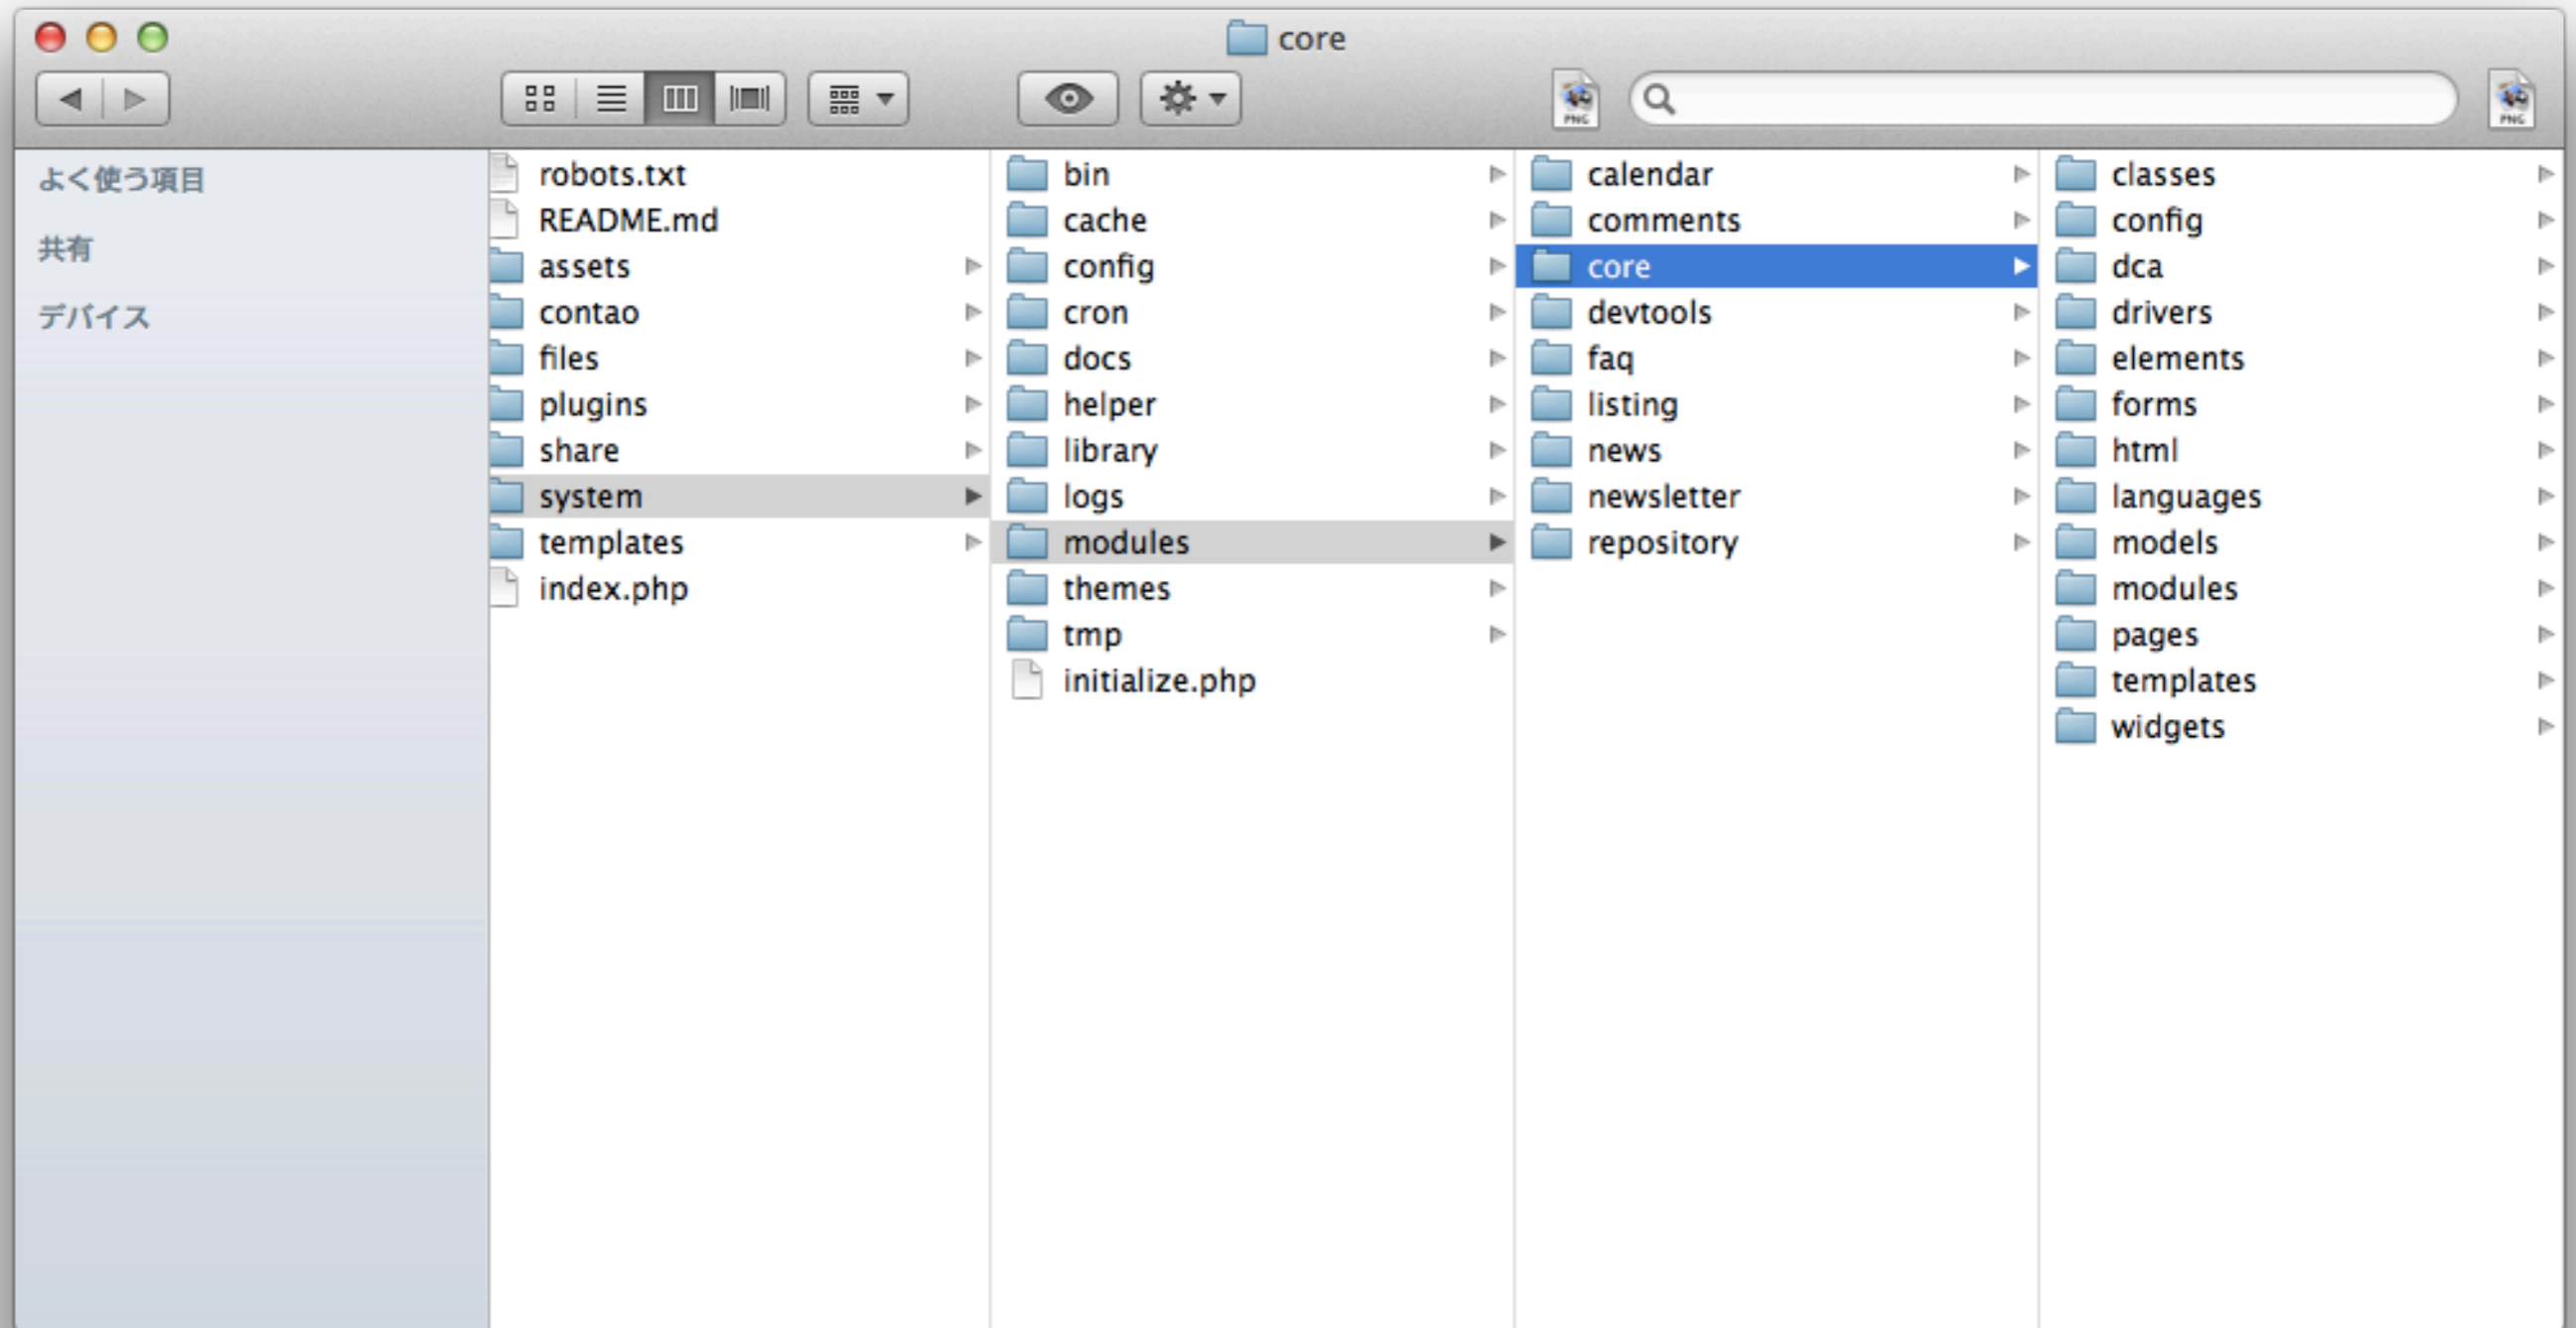 core
PNG
PNG
よく使う項目
共有
デバイス
robots.txt
README.md
assets
contao
files
plugins
share
system
templates
index.php
bin
cache
config
cron
docs
helper
library
logs
modules
themes
tmp
initialize.php
calendar
comments
core
devtools
faq
listing
news
newsletter
repository
classes
config
dca
drivers
elements
forms
html
languages
models
modules
pages
templates
widgets